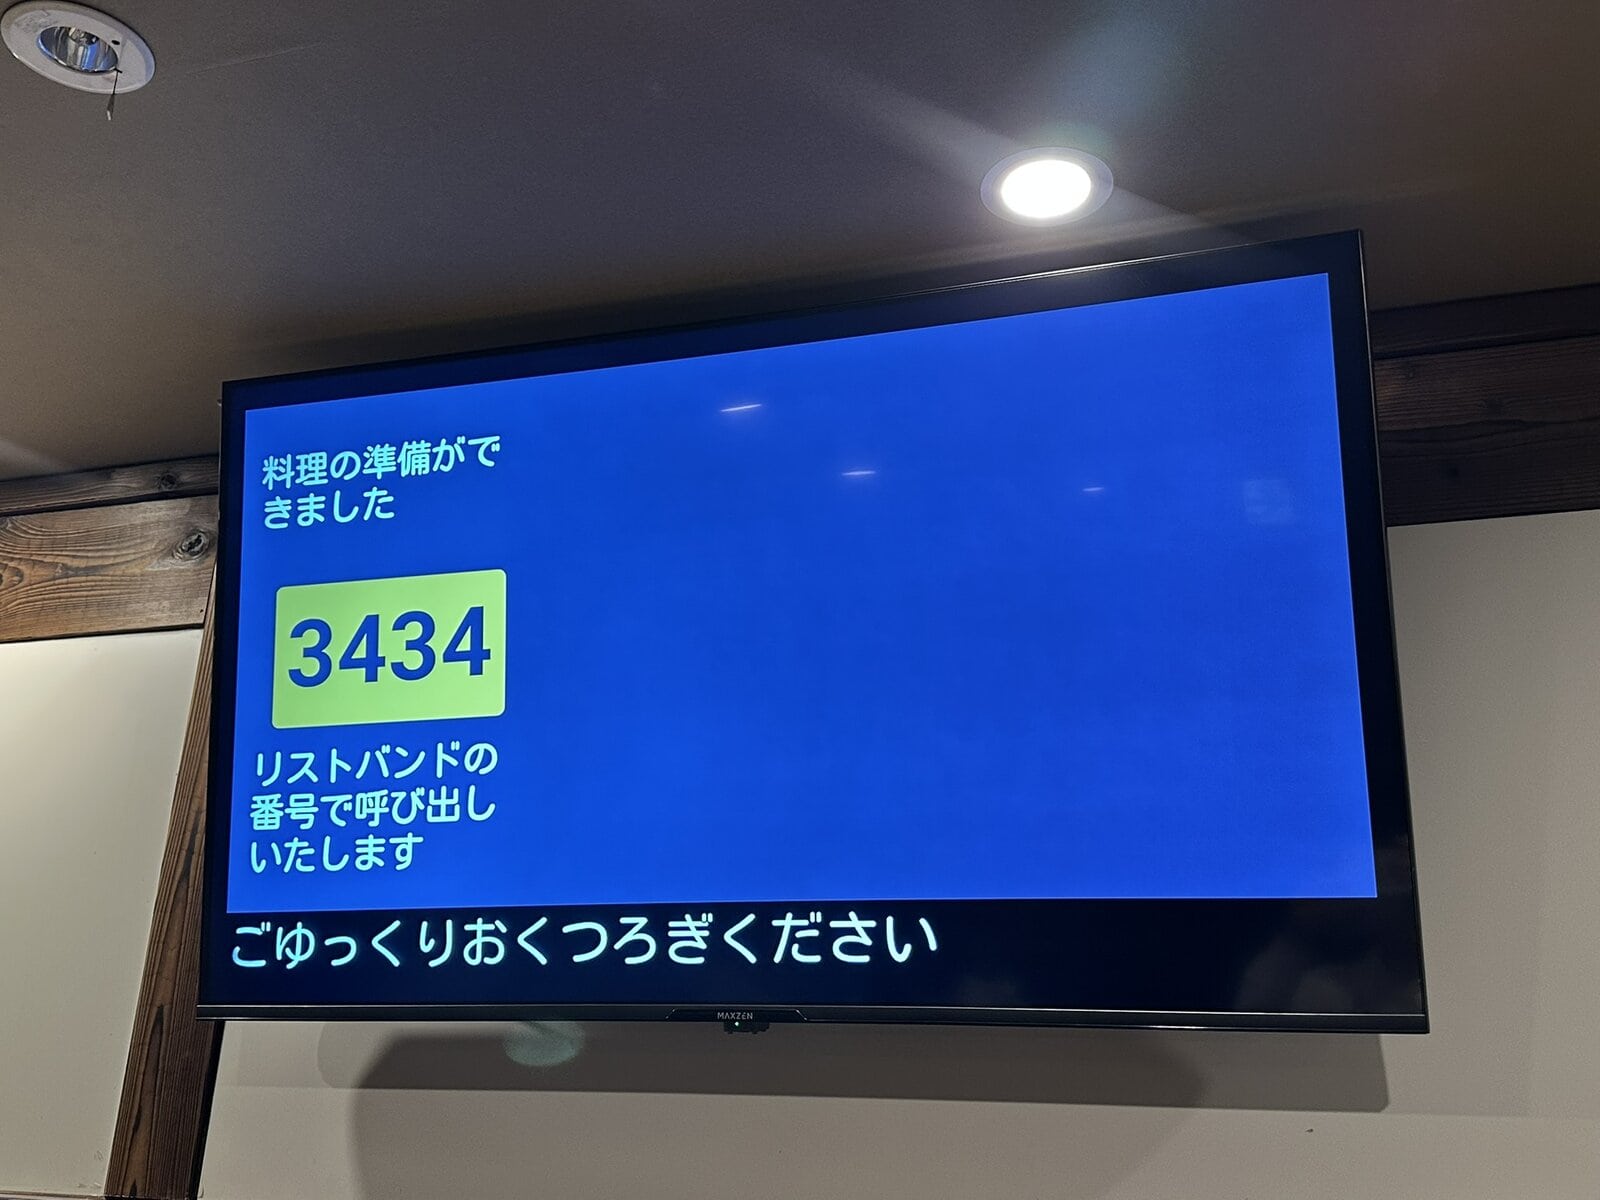 料理の準備がで
きました
3434
リストバンドの
番号で呼び出し
いたします
ごゆっくりおくつろぎください
MAXZEN